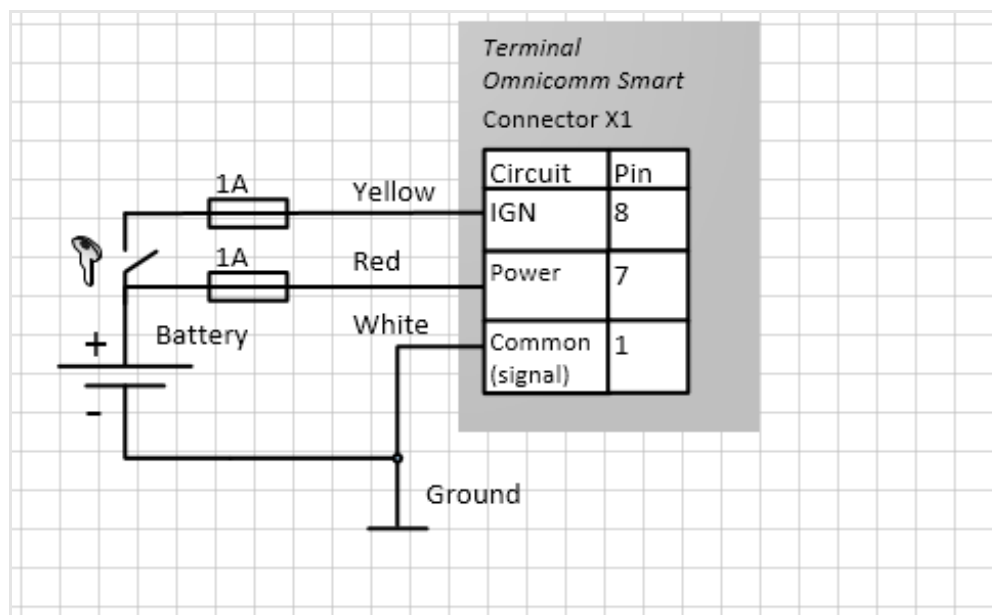 Terminal
Omnicomm Smart
Connector X1
Circuit Pin
1A
Yellow
IGN 8
1A
Red
Power 7
White
+
Battery
Common 1
(signal)
-
Ground